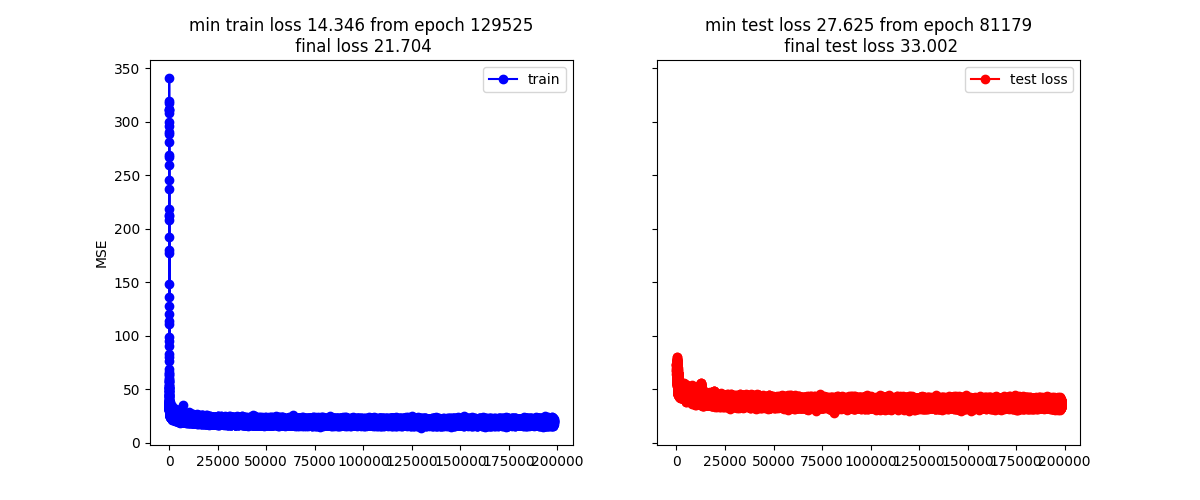 min train loss 14.346 from epoch 129525
final loss 21.704
min test loss 27.625 from epoch 81179
final test loss 33.002
train
test loss
MSE
350
300
250
200
150
100
50
0
0 25000 50000 75000 100000 125000 150000 175000 200000
0 25000 50000 75000 100000 125000 150000 175000 200000